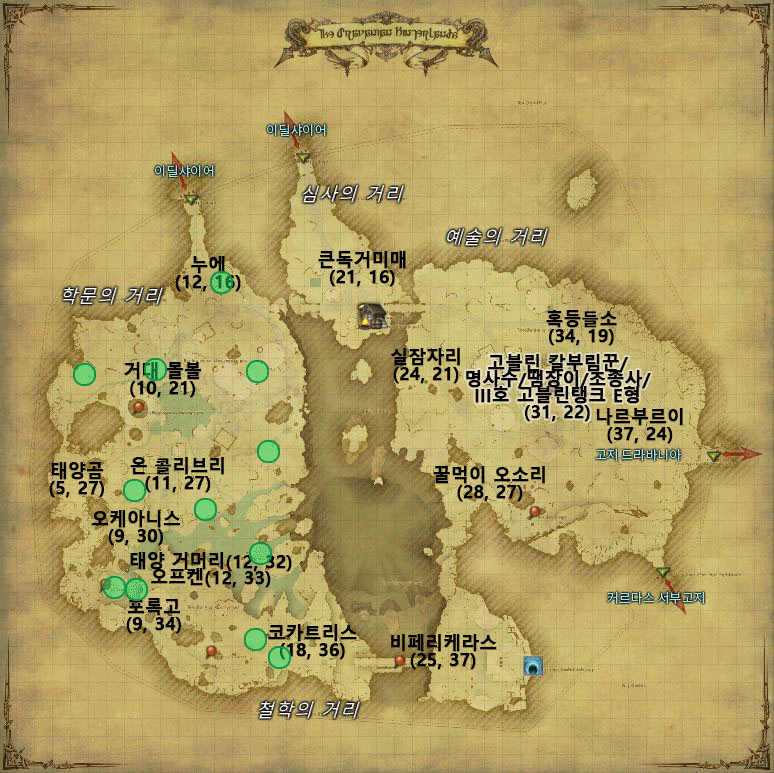 이딜샤이어
이딜샤이어
심사의 거리
예술의 거리
누에
(12, 16)
큰독거미매
(21, 16)
학문의 거리
혹등들소
(34, 19)
거대 돌불
(10, 21)
실잠자리
(24, 21)
고블린 칼부림꾼/
명사수/땜장이/조종사/
III호 고블린탱크 E형
(31, 22)
나르부르이
(37, 24)
고지 드라바니아
태양곰
(5, 27)
온 콜리브리
(11, 27)
꿀먹이 오소리
(28, 27)
오케아니스
(9, 30)
태양 거머리(12, 32)
오프켄(12, 33)
포록고
(9, 34)
커르다스 서부고지
코카트리스
(18, 36)
비페리케라스
(25, 37)
철학의 거리